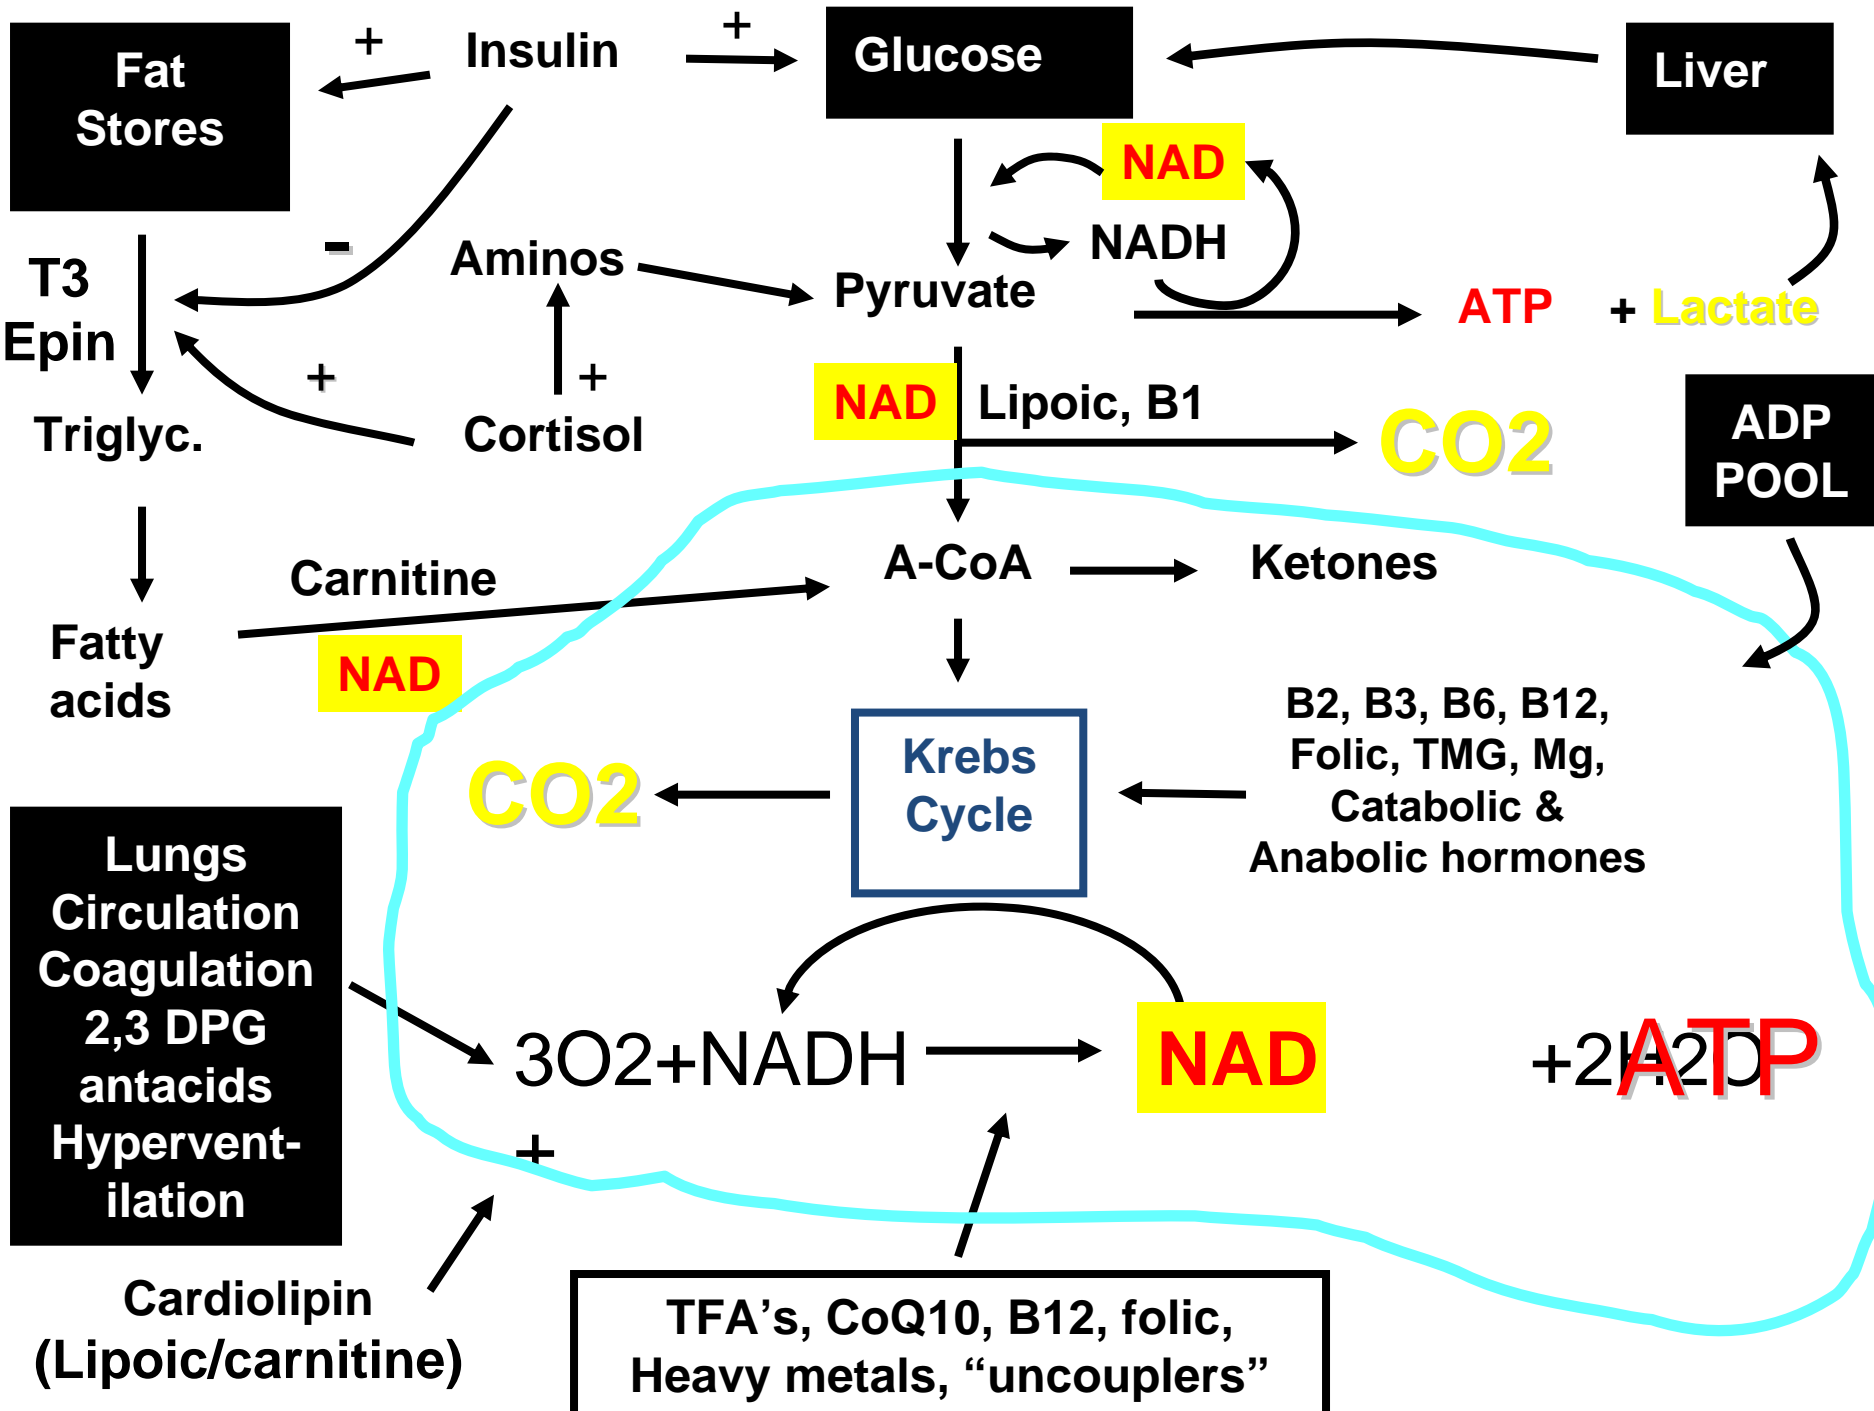 +
Insulin
+
Glucose
Fat
Stores
Liver
NAD
NADH
-
Aminos
T3
Epin
Pyruvate
ATP
+ Lactate
+
+
NAD
Lipoic, B1
Triglyc.
Cortisol
CO2
ADP
POOL
A-CoA
Ketones
Carnitine
Fatty
acids
NAD
B2, B3, B6, B12,
Folic, TMG, Mg,
Catabolic &
Anabolic hormones
Krebs
Cycle
CO2
Lungs
Circulation
Coagulation
2,3 DPG
antacids
Hypervent-
ilation
3O2+NADH
+
NAD
+2H2O
ATP
Cardiolipin
(Lipoic/carnitine)
TFA’s, CoQ10, B12, folic,
Heavy metals, “uncouplers”